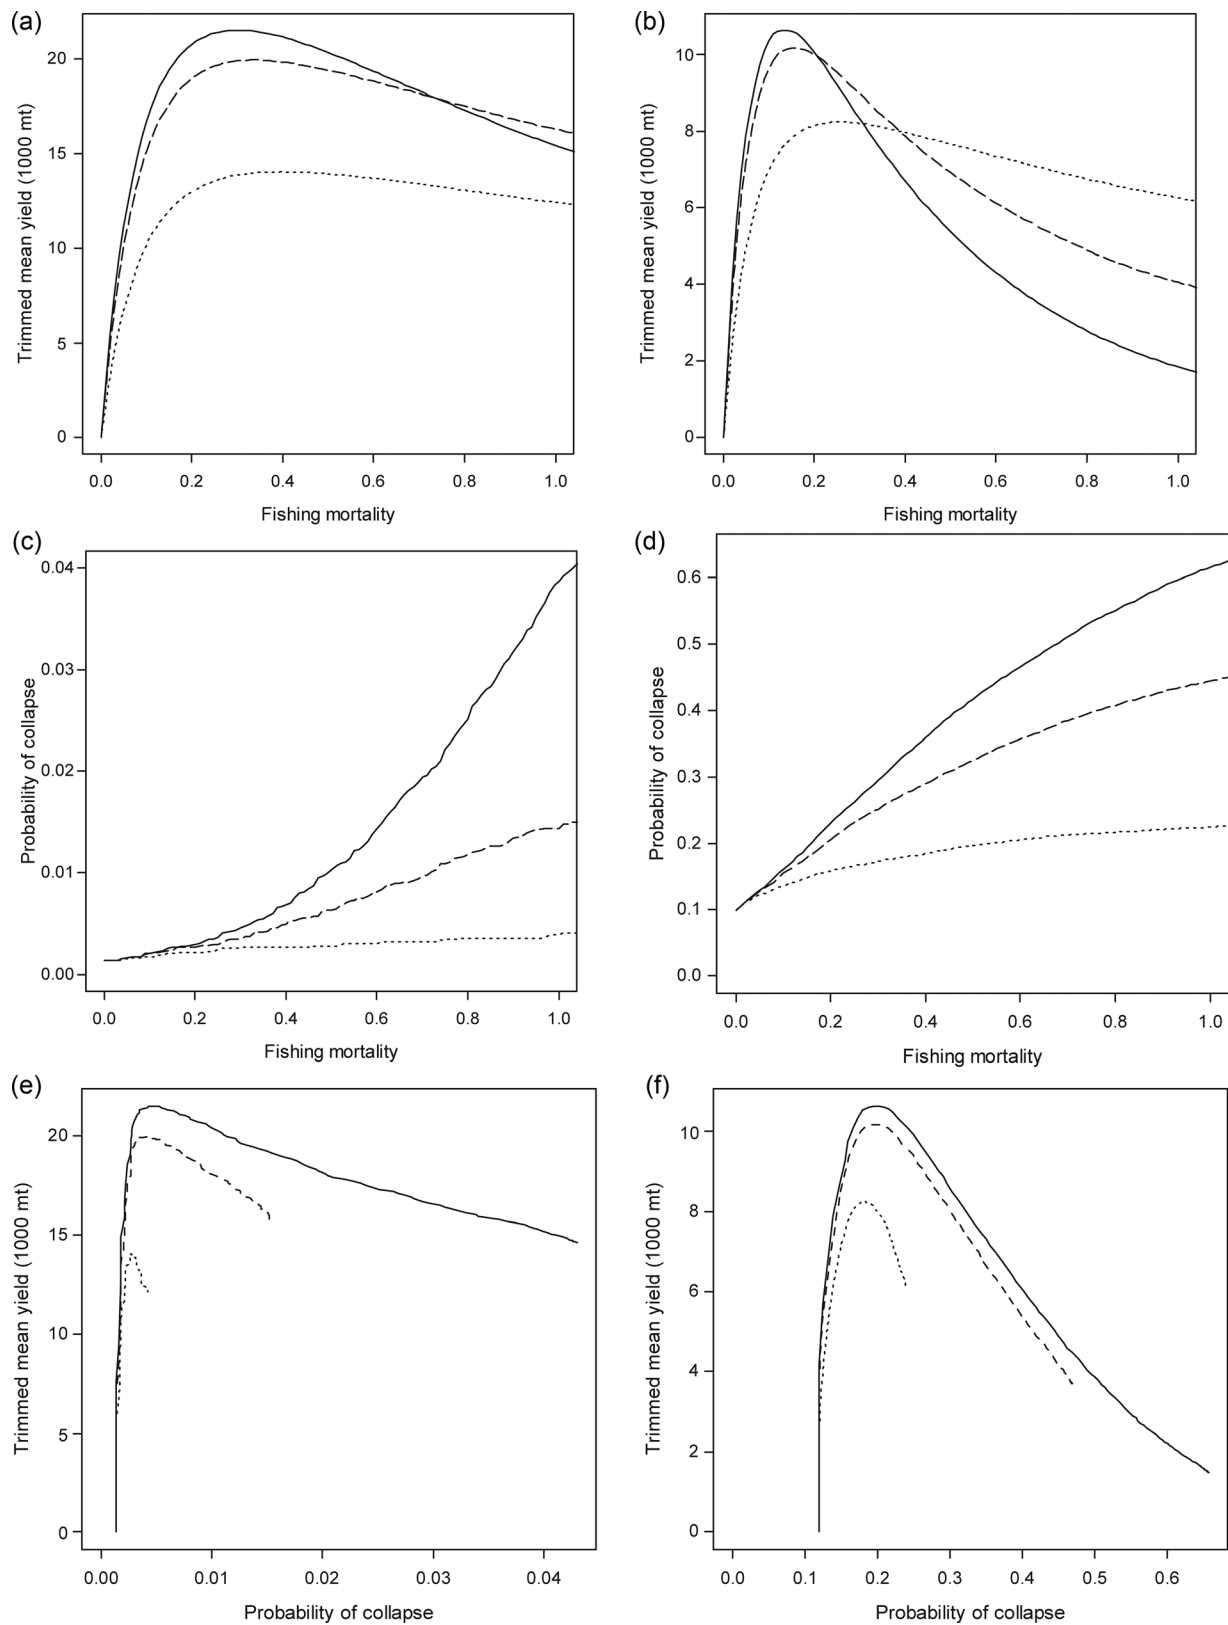 (a)
Trimmed mean yield (1000 mt)
20
15
10
5
0
0.0 0.2 0.4 0.6 0.8 1.0
Fishing mortality
(b)
Trimmed mean yield (1000 mt)
10
8
6
4
2
0
0.0 0.2 0.4 0.6 0.8 1.0
Fishing mortality
(c)
Probability of collapse
0.04
0.03
0.02
0.01
0.00
0.0 0.2 0.4 0.6 0.8 1.0
Fishing mortality
(d)
Probability of collapse
0.6
0.5
0.4
0.3
0.2
0.1
0.0
0.0 0.2 0.4 0.6 0.8 1.0
Fishing mortality
(e)
Trimmed mean yield (1000 mt)
20
15
10
5
0
0.00 0.01 0.02 0.03 0.04
Probability of collapse
(f)
Trimmed mean yield (1000 mt)
10
8
6
4
2
0
0.0 0.1 0.2 0.3 0.4 0.5 0.6
Probability of collapse